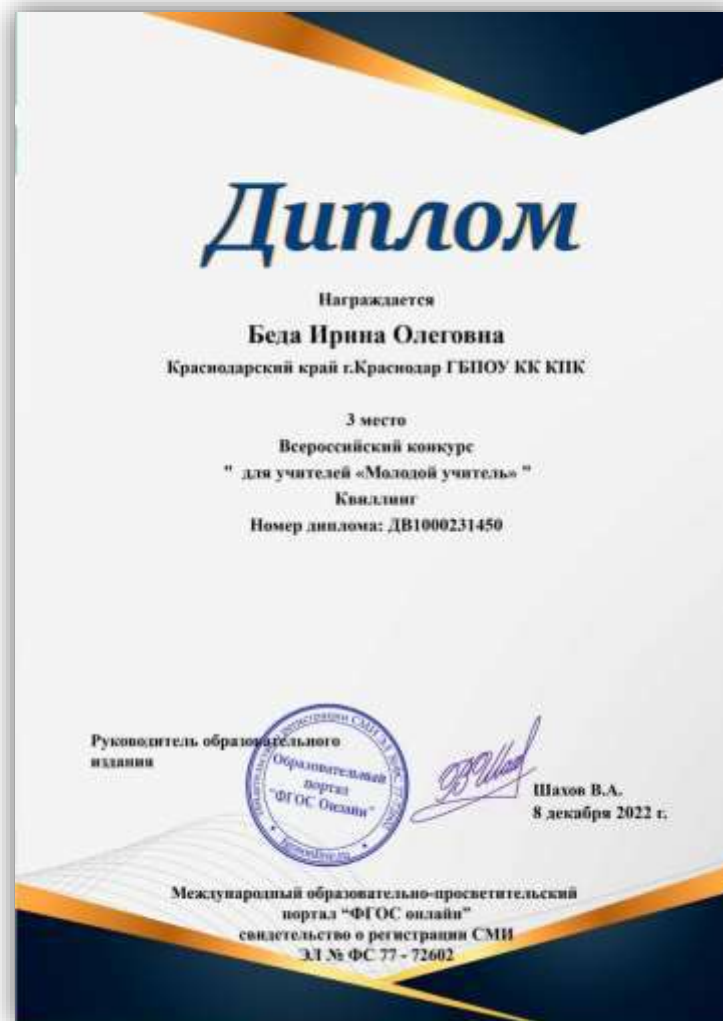 Диплом
Награждается
Беда Ирина Олеговна
Краснодарский край г.Краснодар ГБПОУ КК КПК
3 место
Всероссийский конкурс
" для учителей «Молодой учитель» "
Квиллинг
Номер диплома: ДВ1000231450
Руководитель образовательного
издания
Образовательный
портал
"ФГОС Онлайн"
Шахов В.А.
8 декабря 2022 г.
Международный образовательно-просветительский
портал “ФГОС онлайн”
свидетельство о регистрации СМИ
ЭЛ № ФС 77 - 72602